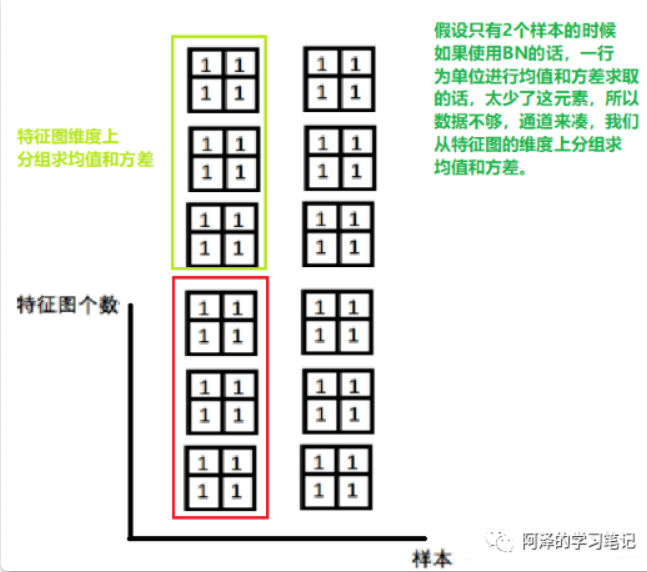 假设只有2个样本的时候
如果使用BN的话，一行
为单位进行均值和方差求取
的话，太少了这元素，所以
数据不够，通道来凑，我们
从特征图的维度上分组求
均值和方差。
特征图维度上
分组求均值和方差
1 1 1 1
1 1 1 1
1 1 1 1
1 1 1 1
1 1 1 1
1 1 1 1
特征图个数
1 1 1 1
1 1 1 1
1 1 1 1
1 1 1 1
1 1 1 1
1 1 1 1
阿泽的学习笔记
样本